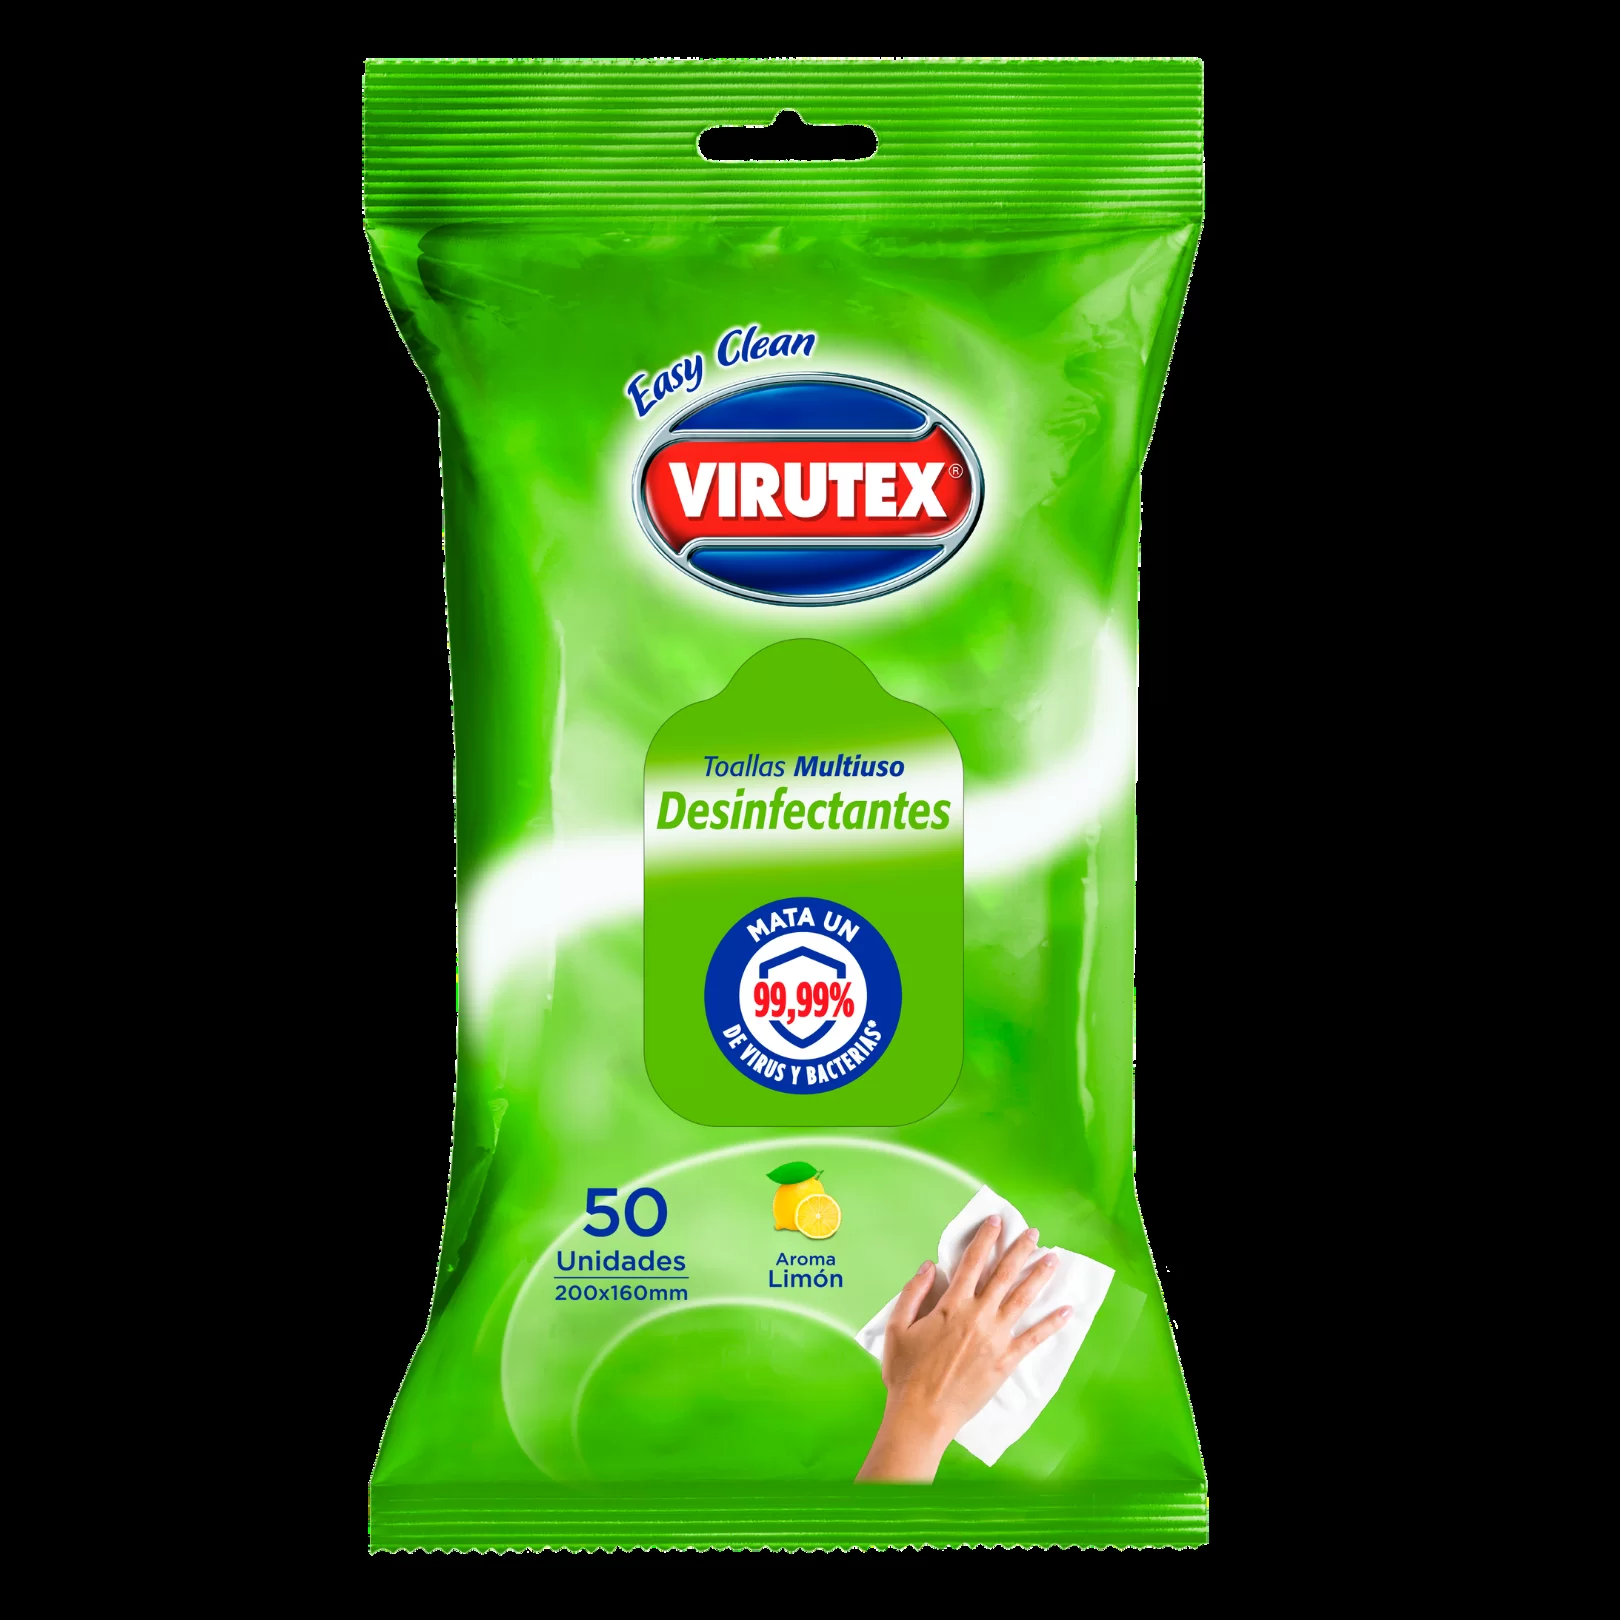 Easy Clean
VIRUTEX®
Toallas Multiuso
Desinfectantes
MATA UN
99,99%
DE VIRUS Y BACTERIAS*
50
Unidades
200x160mm
Aroma
Limón